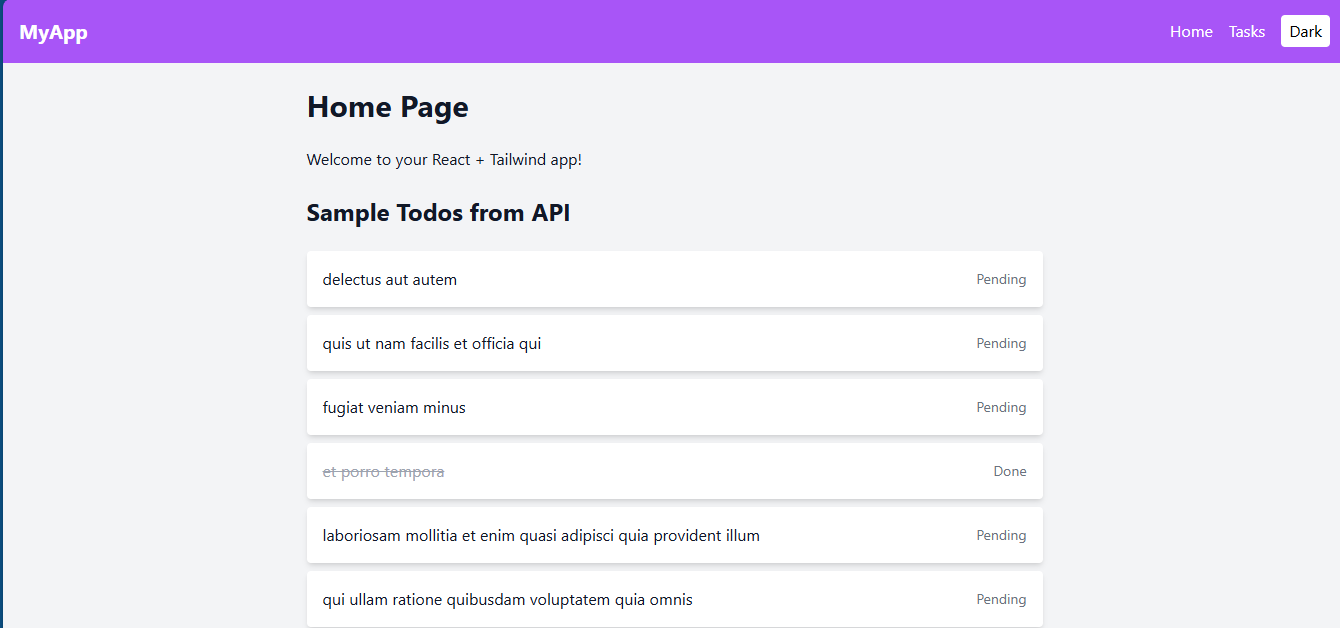 MyApp Home Tasks Dark
Home Page
Welcome to your React + Tailwind app!
Sample Todos from API
delectus aut autem Pending
quis ut nam facilis et officia qui Pending
fugiat veniam minus Pending
et porro tempora Done
laboriosam mollitia et enim quasi adipisci quia provident illum Pending
qui ullam ratione quibusdam voluptatem quia omnis Pending